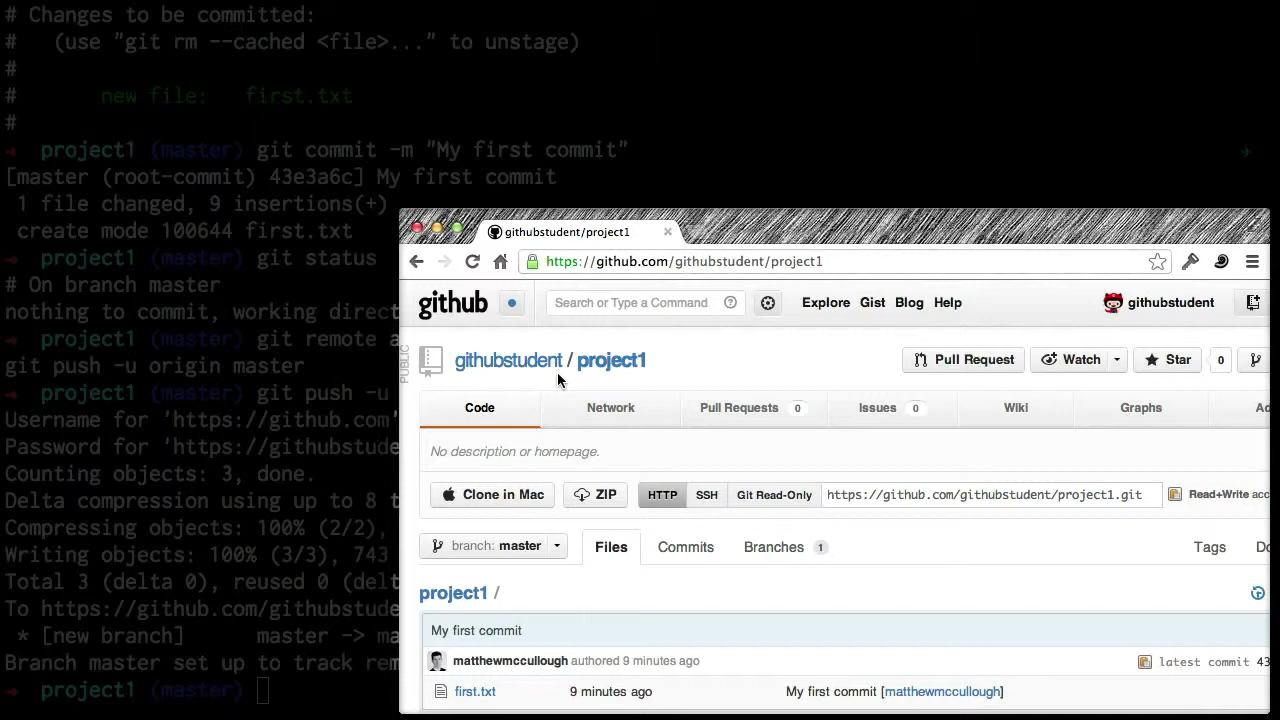 # Changes to be committed:
#   (use "git rm --cached <file>..." to unstage)
#
#       new file:   first.txt
#
→ project1 (master) git commit -m "My first commit"
[master (root-commit) 43e3a6c] My first commit
1 file changed, 9 insertions(+)
create mode 100644 first.txt
→ project1 (master) git status
# On branch master
nothing to commit, working direct
→ project1 (master) git remote a
git push -u origin master
→ project1 (master) git push -u
Username for 'https://github.com'
Password for 'https://githubstude
Counting objects: 3, done.
Delta compression using up to 8 t
Compressing objects: 100% (2/2),
Writing objects: 100% (3/3), 743
Total 3 (delta 0), reused 0 (delt
To https://github.com/githubstude
* [new branch]      master -> ma
Branch master set up to track rem
→ project1 (master)
githubstudent/project1
https://github.com/githubstudent/project1
github Search or Type a Command Explore Gist Blog Help githubstudent
PUBLIC
githubstudent / project1 Pull Request Watch Star 0
Code Network Pull Requests 0 Issues 0 Wiki Graphs
No description or homepage.
Clone in Mac ZIP HTTP SSH Git Read-Only https://github.com/githubstudent/project1.git Read+Write acc
branch: master Files Commits Branches 1 Tags
project1 /
My first commit
matthewmccullough authored 9 minutes ago latest commit 43
first.txt 9 minutes ago My first commit [matthewmccullough]